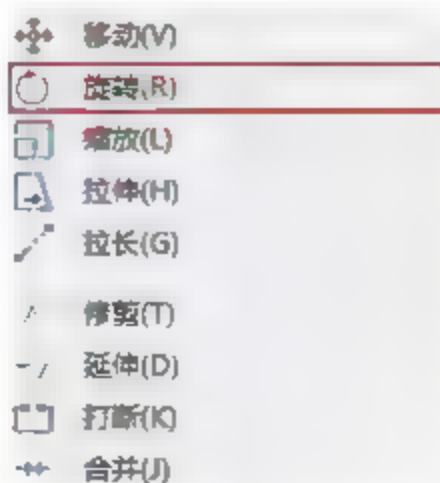 移动(V)
旋转(R)
缩放(L)
拉伸(H)
拉长(G)
修剪(T)
延伸(D)
打断(K)
合并(J)